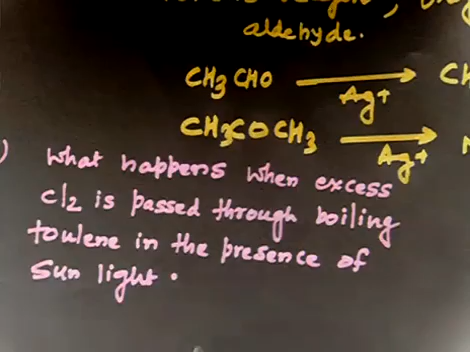 aldehyde.
CH3 CHO ⟶ CH
Ag+
CH3COCH3 ⟶
Ag+
) What happens when excess
cl2 is passed through boiling
toulene in the presence of
Sun light.